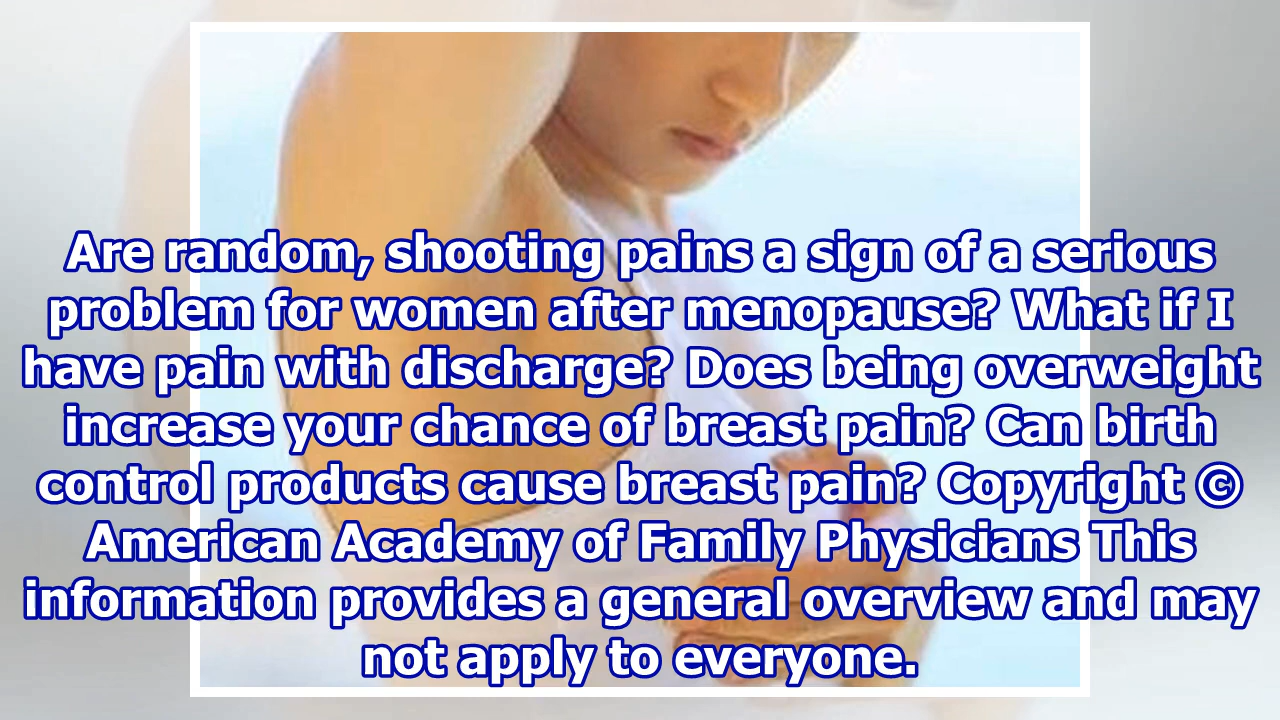 Are random, shooting pains a sign of a serious
problem for women after menopause? What if I
have pain with discharge? Does being overweight
increase your chance of breast pain? Can birth
control products cause breast pain? Copyright ©
American Academy of Family Physicians This
information provides a general overview and may
not apply to everyone.